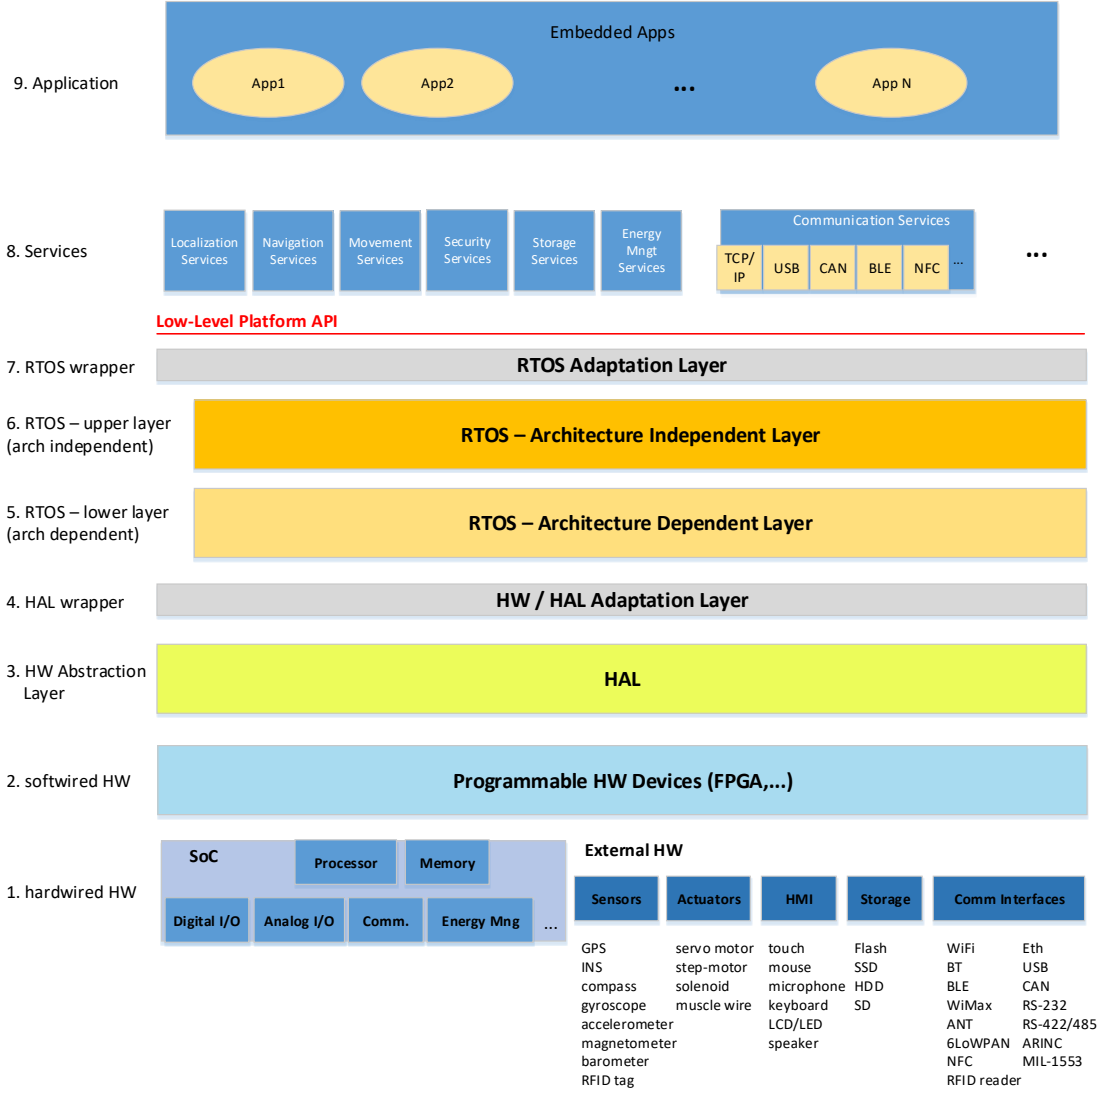 Embedded Apps
9. Application
App1
App2
...
App N
8. Services
Localization
Services
Navigation
Services
Movement
Services
Security
Services
Storage
Services
Energy
Mngt
Services
Communication Services
TCP/
IP
USB
CAN
BLE
NFC
...
...
Low-Level Platform API
7. RTOS wrapper
RTOS Adaptation Layer
6. RTOS – upper layer
(arch independent)
RTOS – Architecture Independent Layer
5. RTOS – lower layer
(arch dependent)
RTOS – Architecture Dependent Layer
4. HAL wrapper
HW / HAL Adaptation Layer
3. HW Abstraction
Layer
HAL
2. softwired HW
Programmable HW Devices (FPGA,...)
1. hardwired HW
SoC
Processor
Memory
Digital I/O
Analog I/O
Comm.
Energy Mng
...
External HW
Sensors
Actuators
HMI
Storage
Comm Interfaces
GPS
INS
compass
gyroscope
accelerometer
magnetometer
barometer
RFID tag
servo motor
step-motor
solenoid
muscle wire
touch
mouse
microphone
keyboard
LCD/LED
speaker
Flash
SSD
HDD
SD
WiFi
BT
BLE
WiMax
ANT
6LoWPAN
NFC
RFID reader
Eth
USB
CAN
RS-232
RS-422/485
ARINC
MIL-1553